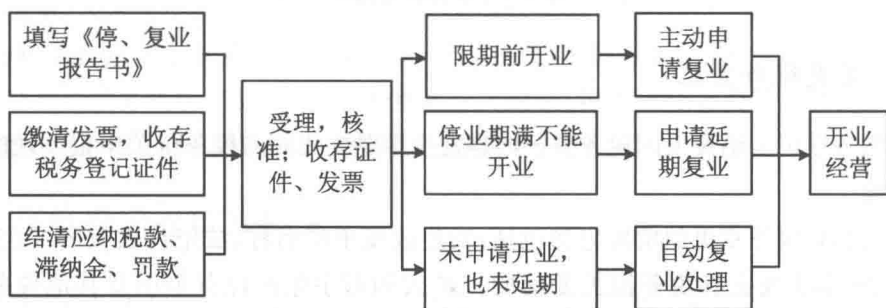 填写《停、复业
报告书》
缴清发票，收存
税务登记证件
结清应纳税款、
滞纳金、罚款
受理，核
准；收存证
件、发票
限期前开业
停业期满不能
开业
未申请开业，
也未延期
主动申
请复业
申请延
期复业
自动复
业处理
开业
经营